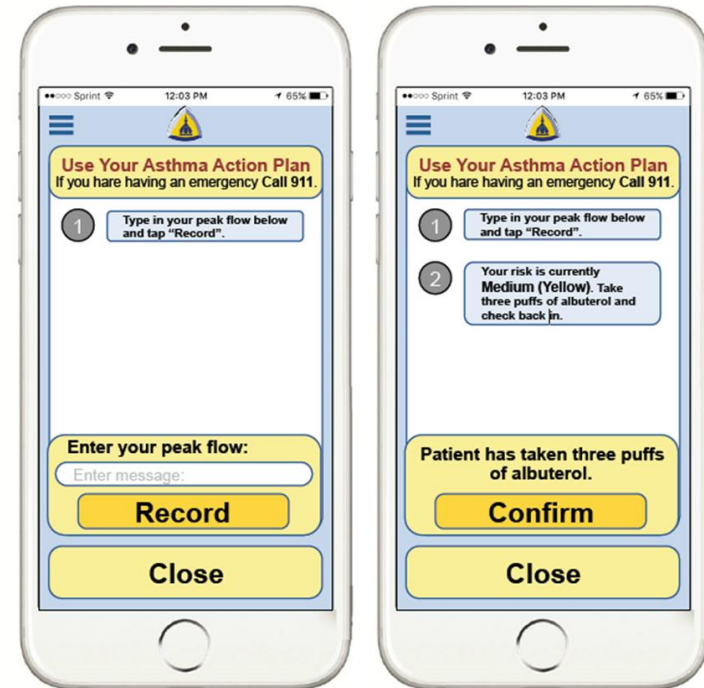 Sprint 12:03 PM 65%
Use Your Asthma Action Plan
If you hare having an emergency Call 911.
1 Type in your peak flow below
and tap “Record”.
Enter your peak flow:
Enter message:
Record
Close
Sprint 12:03 PM 65%
Use Your Asthma Action Plan
If you hare having an emergency Call 911.
1 Type in your peak flow below
and tap “Record”.
2 Your risk is currently
Medium (Yellow). Take
three puffs of albuterol and
check back in.
Patient has taken three puffs
of albuterol.
Confirm
Close